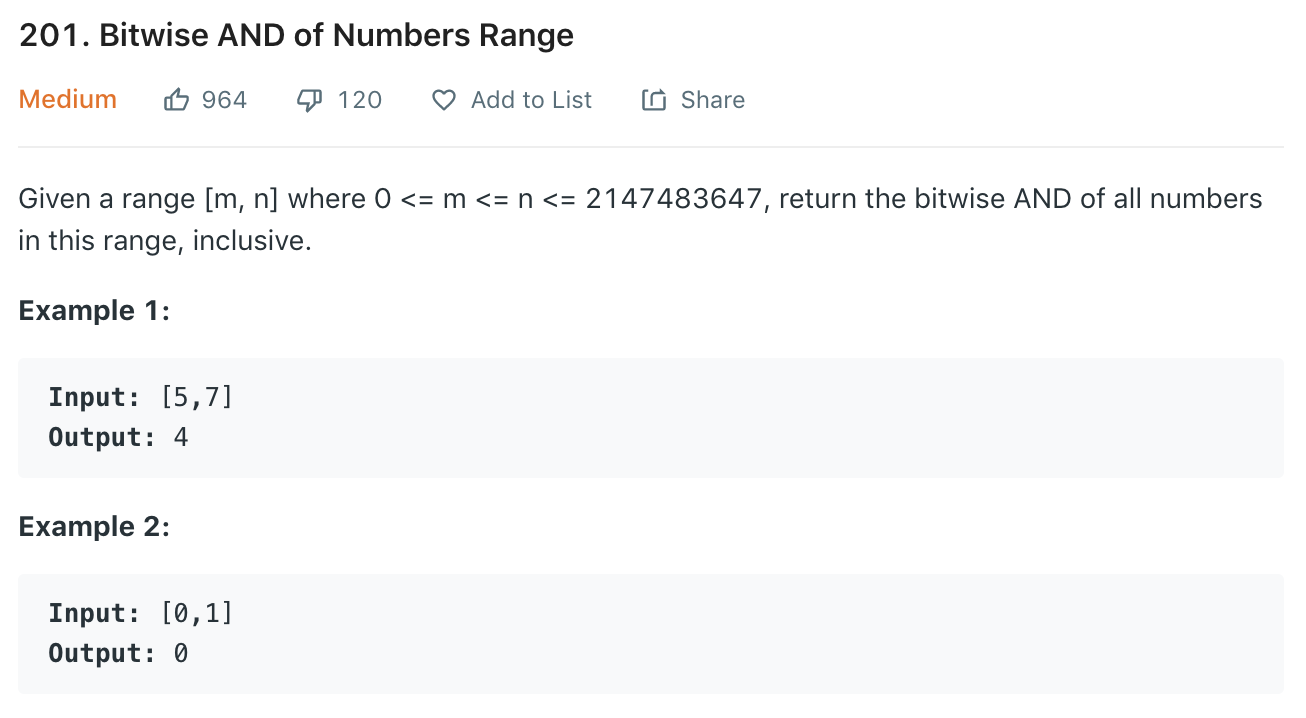 201. Bitwise AND of Numbers Range
Medium 964 120 Add to List Share
Given a range [m, n] where 0 <= m <= n <= 2147483647, return the bitwise AND of all numbers
in this range, inclusive.
Example 1:
Input: [5,7]
Output: 4
Example 2:
Input: [0,1]
Output: 0